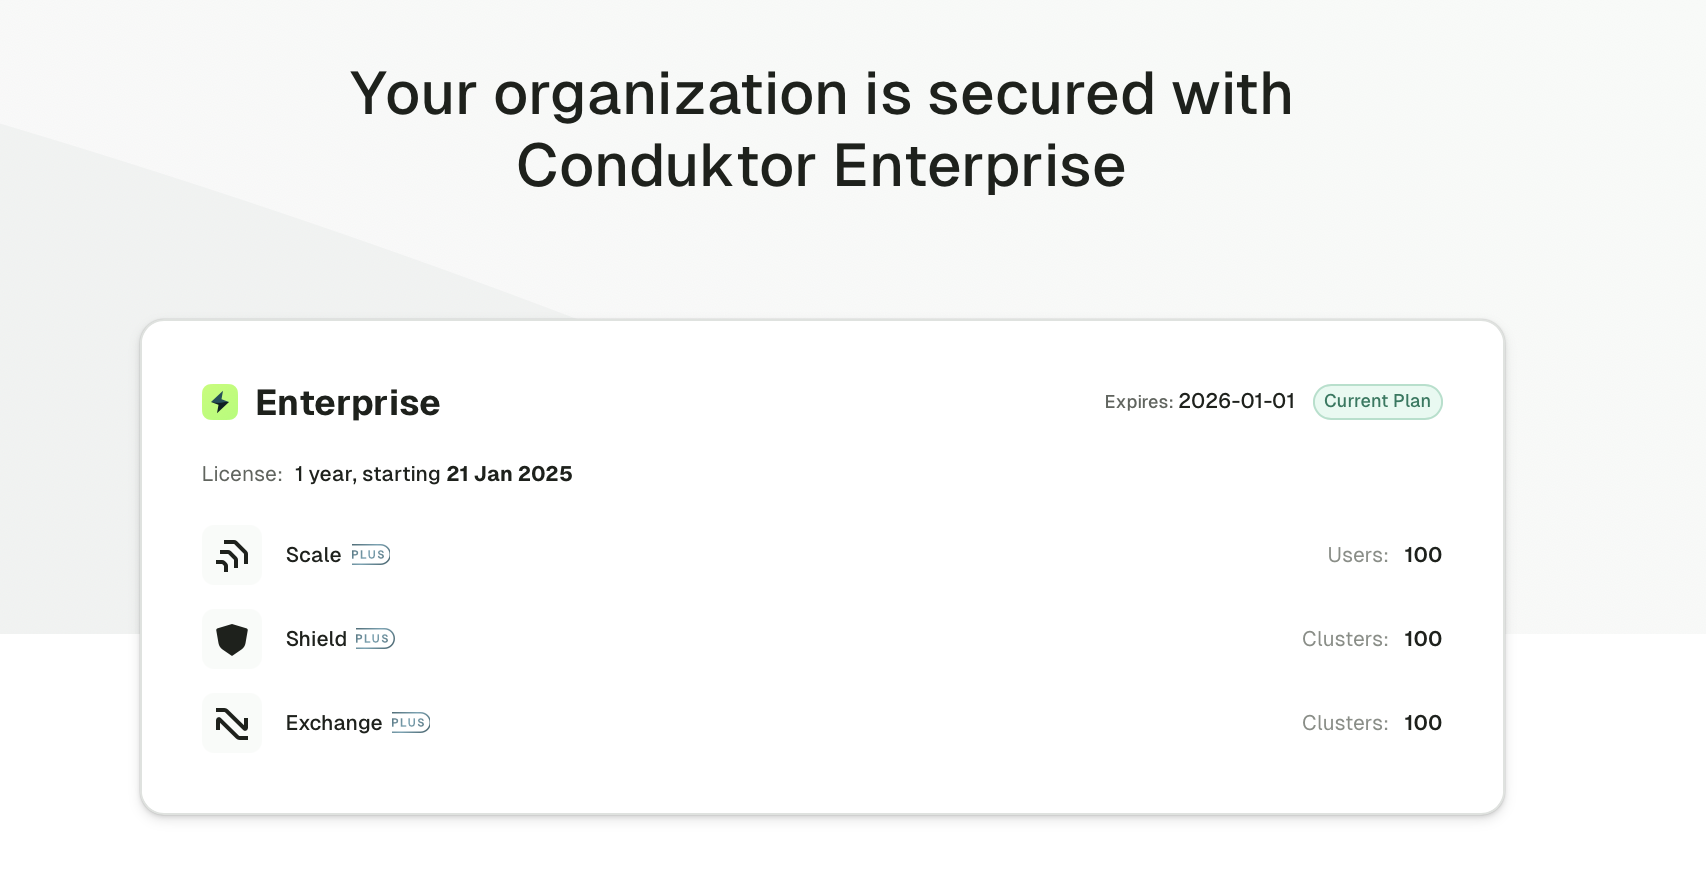 Your organization is secured with
Conduktor Enterprise
Enterprise
Expires: 2026-01-01 Current Plan
License: 1 year, starting 21 Jan 2025
Scale PLUS Users: 100
Shield PLUS Clusters: 100
Exchange PLUS Clusters: 100